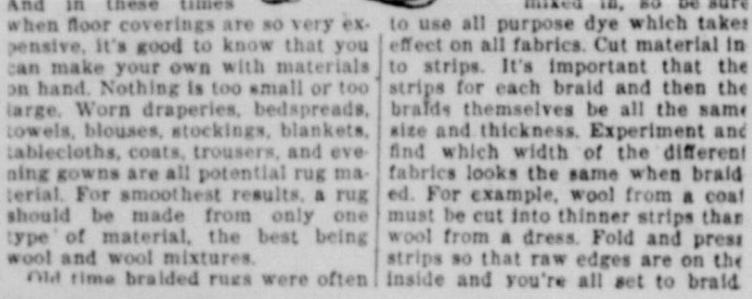 And in these times
when floor coverings are so very ex-
pensive, it's good to know that you
can make your own with materials
on hand. Nothing is too small or too
large. Worn draperies, bedspreads,
towels, blouses, stockings, blankets,
tablecloths, coats, trousers, and eve-
ning gowns are all potential rug ma-
terial. For smoothest results, a rug
should be made from only one
type of material, the best being
wool and wool mixtures.
Old time braided rugs were often
mixed in, so be sure
to use all purpose dye which takes
effect on all fabrics. Cut material in
to strips. It's important that the
strips for each braid and then the
braids themselves be all the same
size and thickness. Experiment and
find which width of the different
fabrics looks the same when braid
ed. For example, wool from a coat
must be cut into thinner strips than
wool from a dress. Fold and press
strips so that raw edges are on the
inside and you're all set to braid